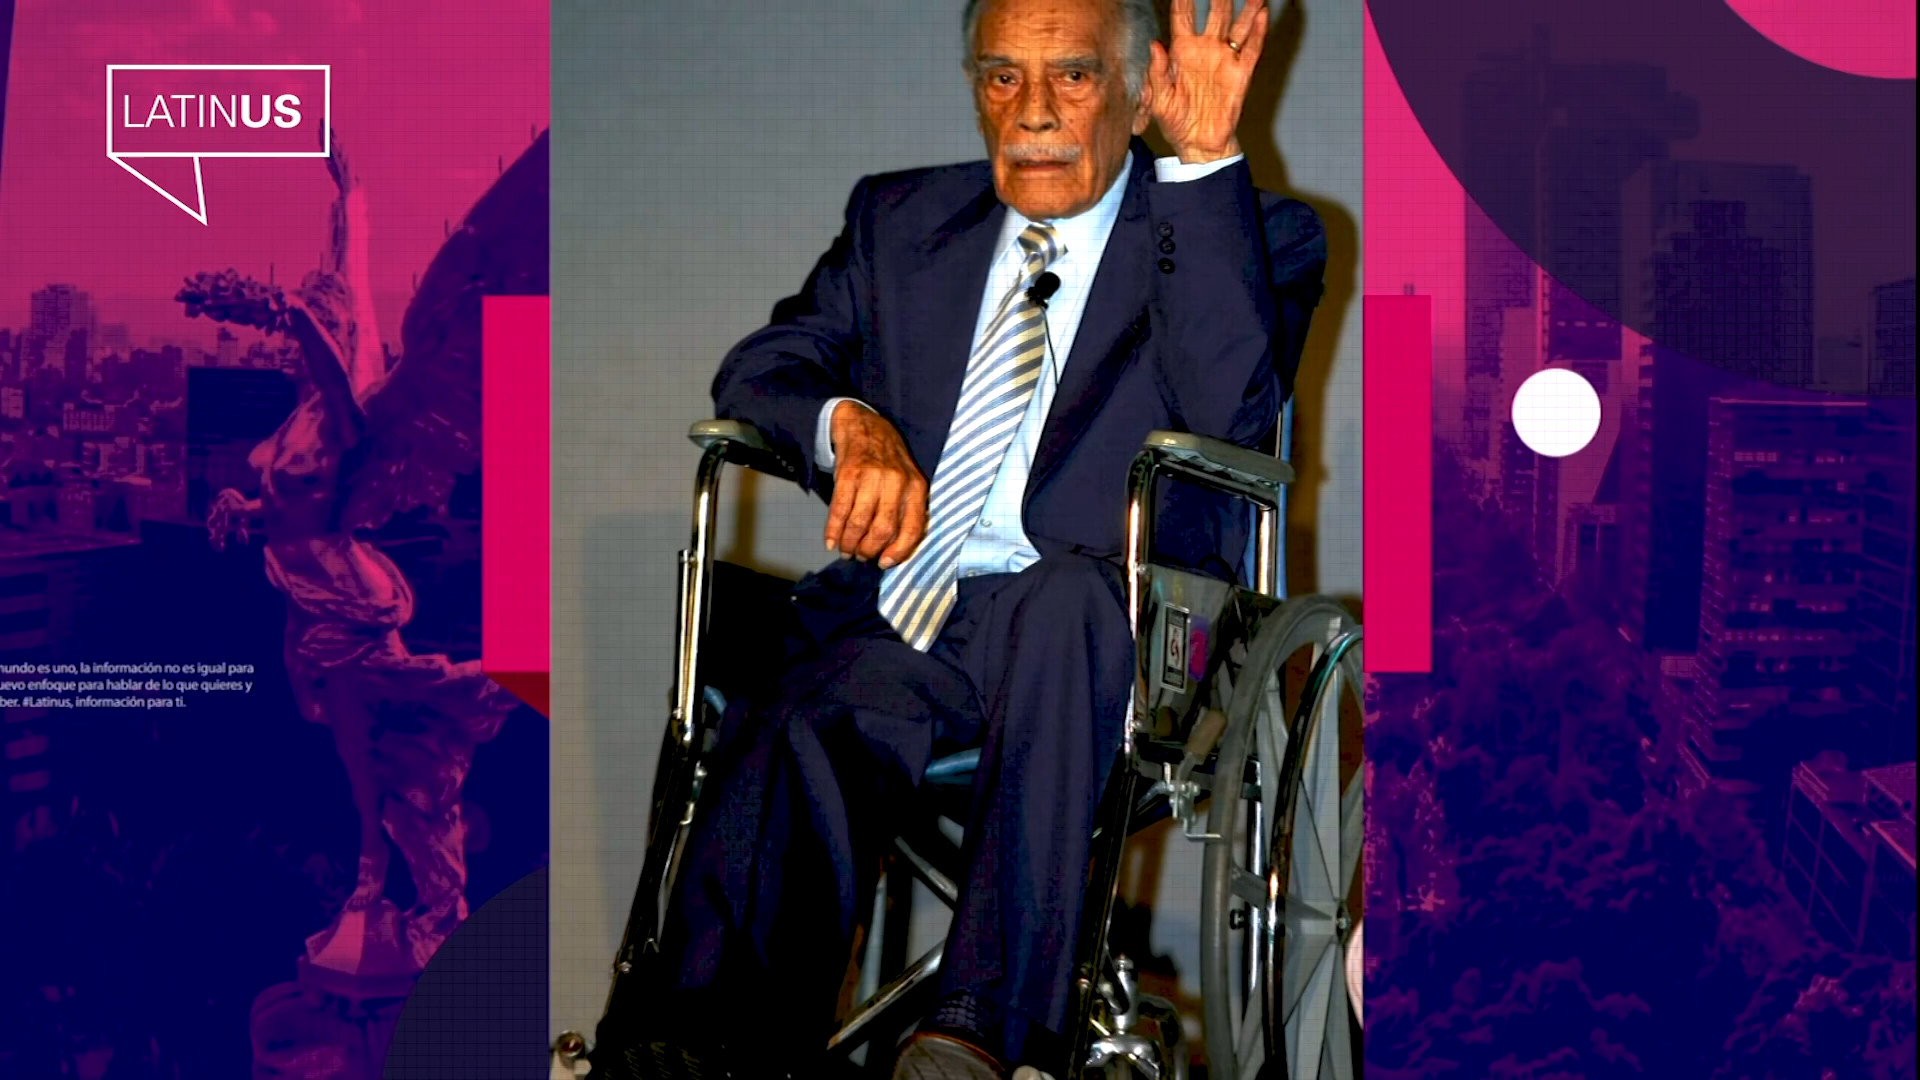 LATINUS
mundo es uno, la información no es igual para
uevo enfoque para hablar de lo que quieres y
ber. #Latinus, información para ti.